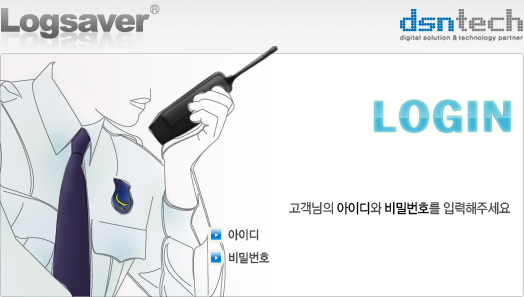 Logsaver®
dsntech
digital solution & technology partner
LOGIN
고객님의 아이디와 비밀번호를 입력해주세요
아이디
비밀번호